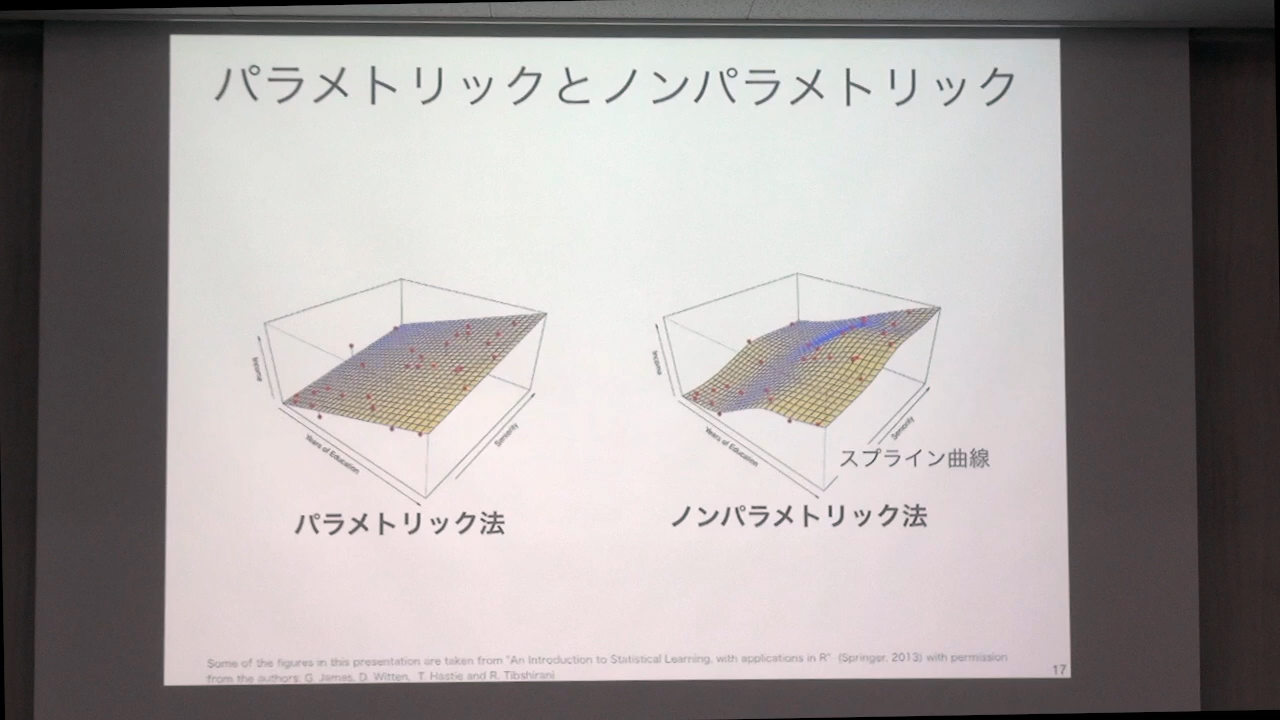 パラメトリックとノンパラメトリック
Income
Years of Education
Seniority
パラメトリック法
Income
Years of Education
Seniority
スプライン曲線
ノンパラメトリック法
Some of the figures in this presentation are taken from "An Introduction to Statistical Learning, with applications in R" (Springer, 2013) with permission
from the authors: G. James, D. Witten, T. Hastie and R. Tibshirani
17